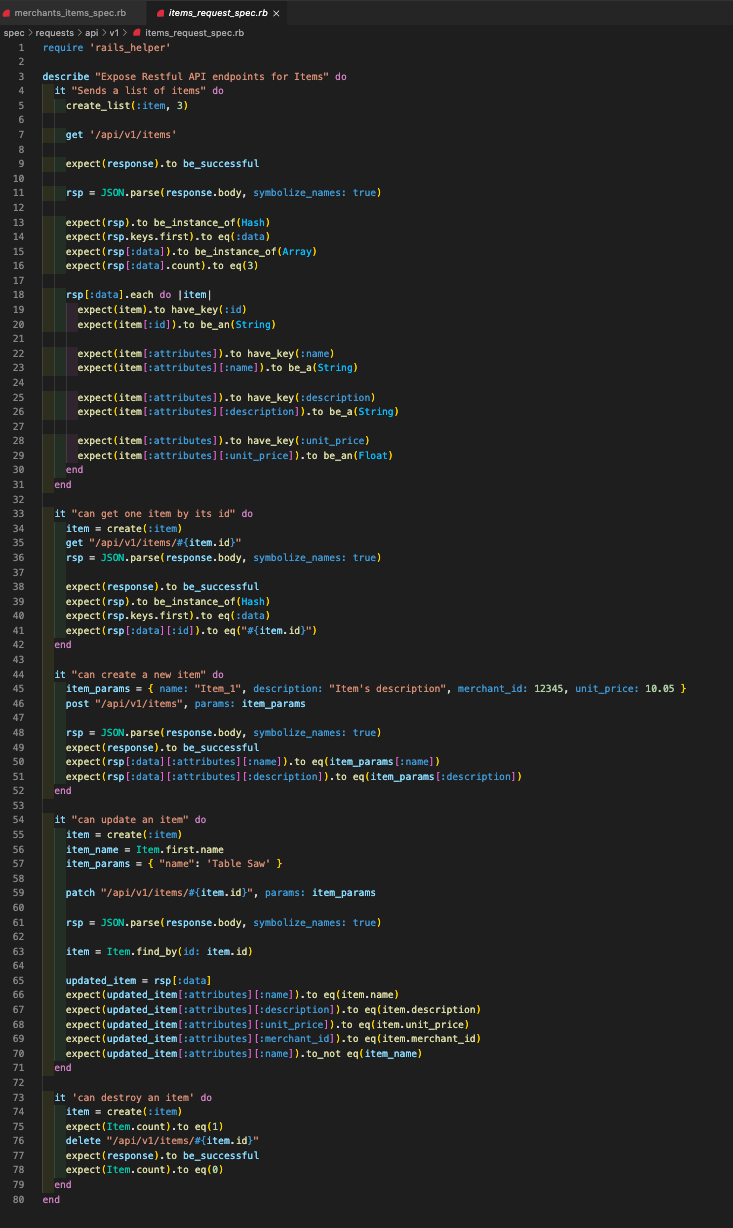 merchants_items_spec.rb
items_request_spec.rb ×
spec > requests > api > v1 > items_request_spec.rb
1 require 'rails_helper'
2
3 describe "Expose Restful API endpoints for Items" do
4   it "Sends a list of items" do
5     create_list(:item, 3)
6
7     get '/api/v1/items'
8
9     expect(response).to be_successful
10
11     rsp = JSON.parse(response.body, symbolize_names: true)
12
13     expect(rsp).to be_instance_of(Hash)
14     expect(rsp.keys.first).to eq(:data)
15     expect(rsp[:data]).to be_instance_of(Array)
16     expect(rsp[:data].count).to eq(3)
17
18     rsp[:data].each do |item|
19       expect(item).to have_key(:id)
20       expect(item[:id]).to be_an(String)
21
22       expect(item[:attributes]).to have_key(:name)
23       expect(item[:attributes][:name]).to be_a(String)
24
25       expect(item[:attributes]).to have_key(:description)
26       expect(item[:attributes][:description]).to be_a(String)
27
28       expect(item[:attributes]).to have_key(:unit_price)
29       expect(item[:attributes][:unit_price]).to be_an(Float)
30     end
31   end
32
33   it "can get one item by its id" do
34     item = create(:item)
35     get "/api/v1/items/#{item.id}"
36     rsp = JSON.parse(response.body, symbolize_names: true)
37
38     expect(response).to be_successful
39     expect(rsp).to be_instance_of(Hash)
40     expect(rsp.keys.first).to eq(:data)
41     expect(rsp[:data][:id]).to eq("#{item.id}")
42   end
43
44   it "can create a new item" do
45     item_params = { name: "Item_1", description: "Item's description", merchant_id: 12345, unit_price: 10.05 }
46     post "/api/v1/items", params: item_params
47
48     rsp = JSON.parse(response.body, symbolize_names: true)
49     expect(response).to be_successful
50     expect(rsp[:data][:attributes][:name]).to eq(item_params[:name])
51     expect(rsp[:data][:attributes][:description]).to eq(item_params[:description])
52   end
53
54   it "can update an item" do
55     item = create(:item)
56     item_name = Item.first.name
57     item_params = { "name": 'Table Saw' }
58
59     patch "/api/v1/items/#{item.id}", params: item_params
60
61     rsp = JSON.parse(response.body, symbolize_names: true)
62
63     item = Item.find_by(id: item.id)
64
65     updated_item = rsp[:data]
66     expect(updated_item[:attributes][:name]).to eq(item.name)
67     expect(updated_item[:attributes][:description]).to eq(item.description)
68     expect(updated_item[:attributes][:unit_price]).to eq(item.unit_price)
69     expect(updated_item[:attributes][:merchant_id]).to eq(item.merchant_id)
70     expect(updated_item[:attributes][:name]).to_not eq(item_name)
71   end
72
73   it 'can destroy an item' do
74     item = create(:item)
75     expect(Item.count).to eq(1)
76     delete "/api/v1/items/#{item.id}"
77     expect(response).to be_successful
78     expect(Item.count).to eq(0)
79   end
80 end